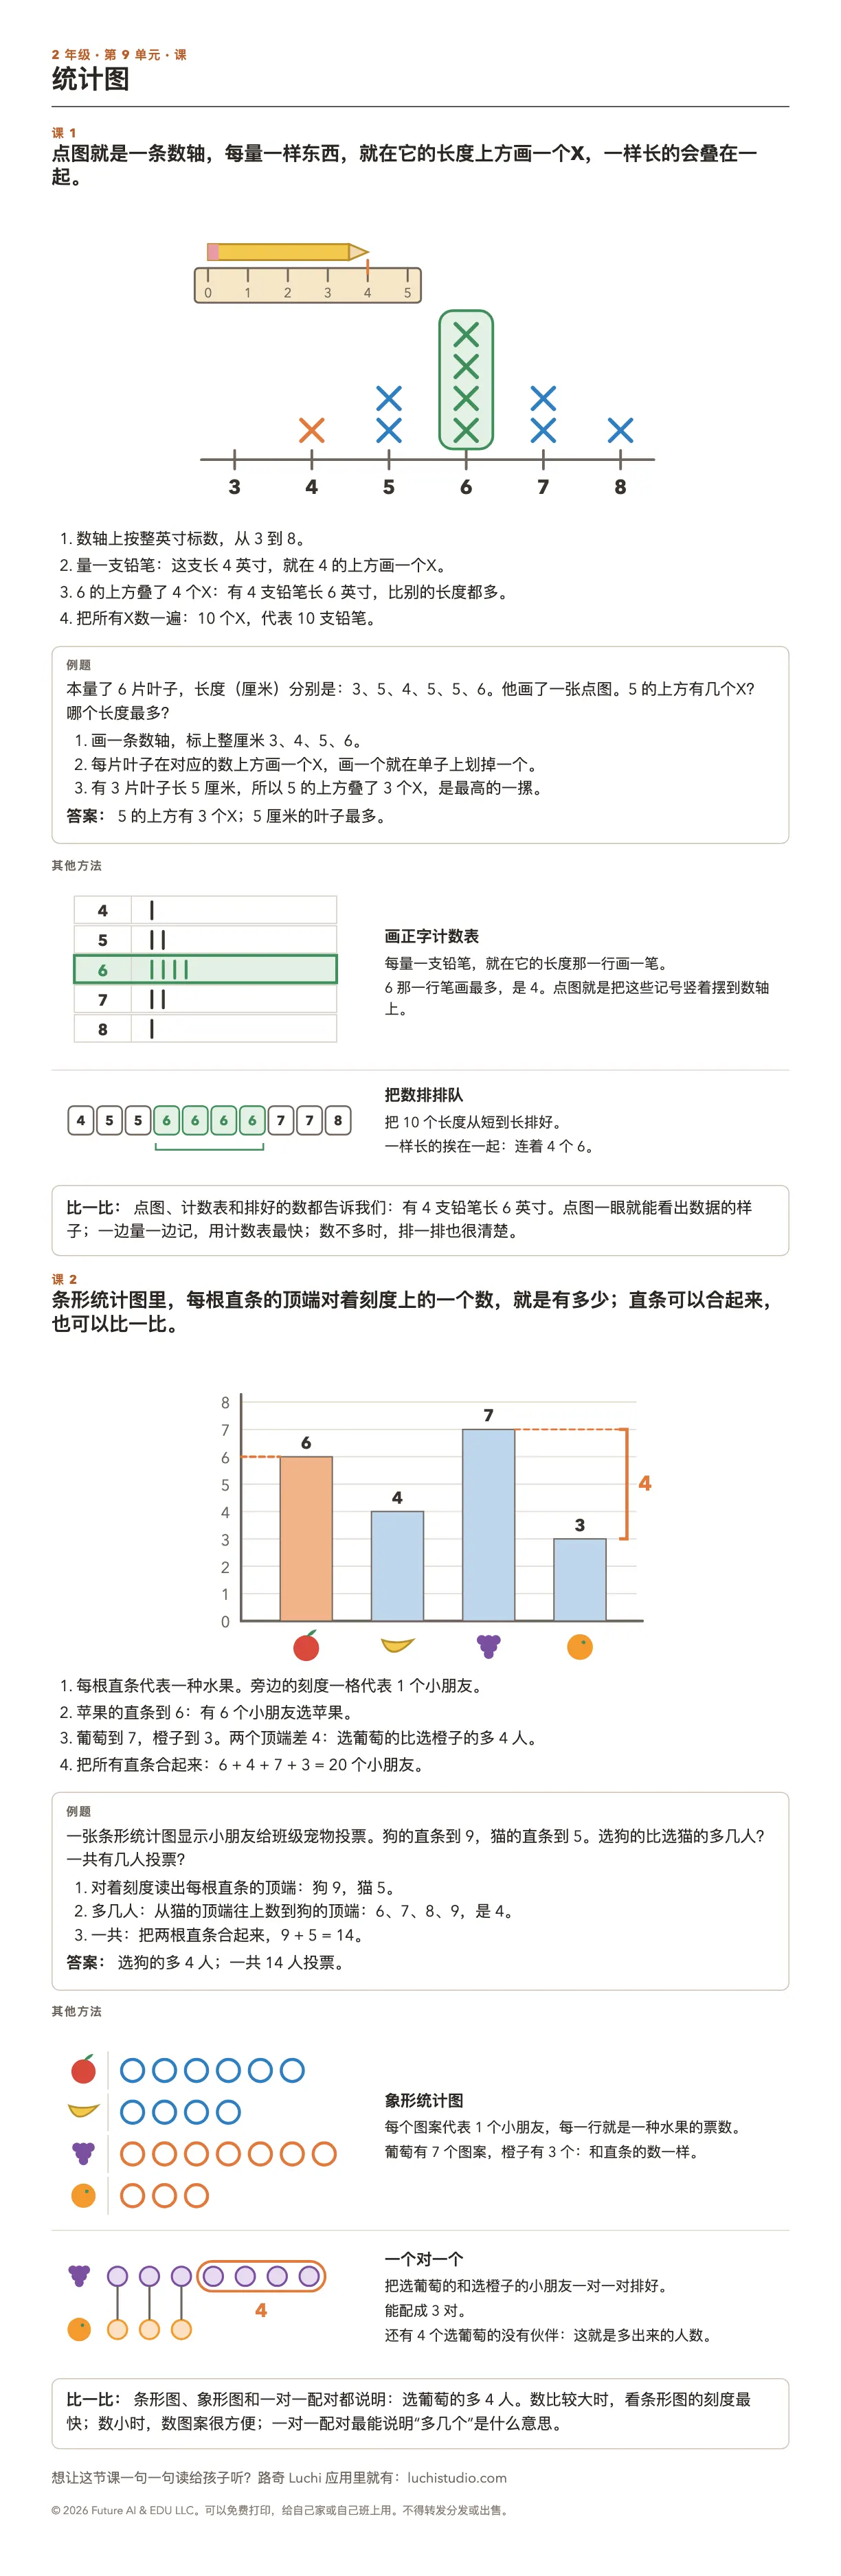 2 年级 · 第 9 单元 · 课
统计图
课 1
点图就是一条数轴，每量一样东西，就在它的长度上方画一个X，一样长的会叠在一
起。
0 1 2 3 4 5
3 4 5 6 7 8
1. 数轴上按整英寸标数，从 3 到 8。
2. 量一支铅笔：这支长 4 英寸，就在 4 的上方画一个X。
3. 6 的上方叠了 4 个X：有 4 支铅笔长 6 英寸，比别的长度都多。
4. 把所有X数一遍：10 个X，代表 10 支铅笔。
例题
本量了 6 片叶子，长度（厘米）分别是：3、5、4、5、5、6。他画了一张点图。5 的上方有几个X？
哪个长度最多？
1. 画一条数轴，标上整厘米 3、4、5、6。
2. 每片叶子在对应的数上方画一个X，画一个就在单子上划掉一个。
3. 有 3 片叶子长 5 厘米，所以 5 的上方叠了 3 个X，是最高的一摞。
答案： 5 的上方有 3 个X；5 厘米的叶子最多。
其他方法
4
5
6
7
8
画正字计数表
每量一支铅笔，就在它的长度那一行画一笔。
6 那一行笔画最多，是 4。点图就是把这些记号竖着摆到数轴
上。
4 5 5 6 6 6 6 7 7 8
把数排排队
把 10 个长度从短到长排好。
一样长的挨在一起：连着 4 个 6。
比一比： 点图、计数表和排好的数都告诉我们：有 4 支铅笔长 6 英寸。点图一眼就能看出数据的样
子；一边量一边记，用计数表最快；数不多时，排一排也很清楚。
课 2
条形统计图里，每根直条的顶端对着刻度上的一个数，就是有多少；直条可以合起来，
也可以比一比。
8
7
6
5
4
3
2
1
0
6
4
7
3
4
1. 每根直条代表一种水果。旁边的刻度一格代表 1 个小朋友。
2. 苹果的直条到 6：有 6 个小朋友选苹果。
3. 葡萄到 7，橙子到 3。两个顶端差 4：选葡萄的比选橙子的多 4 人。
4. 把所有直条合起来：6 + 4 + 7 + 3 = 20 个小朋友。
例题
一张条形统计图显示小朋友给班级宠物投票。狗的直条到 9，猫的直条到 5。选狗的比选猫的多几人？
一共有几人投票？
1. 对着刻度读出每根直条的顶端：狗 9，猫 5。
2. 多几人：从猫的顶端往上数到狗的顶端：6、7、8、9，是 4。
3. 一共：把两根直条合起来，9 + 5 = 14。
答案： 选狗的多 4 人；一共 14 人投票。
其他方法
象形统计图
每个图案代表 1 个小朋友，每一行就是一种水果的票数。
葡萄有 7 个图案，橙子有 3 个：和直条的数一样。
4
一个对一个
把选葡萄的和选橙子的小朋友一对一对排好。
能配成 3 对。
还有 4 个选葡萄的没有伙伴：这就是多出来的人数。
比一比： 条形图、象形图和一对一配对都说明：选葡萄的多 4 人。数比较大时，看条形图的刻度最
快；数小时，数图案很方便；一对一配对最能说明“多几个”是什么意思。
想让这节课一句一句读给孩子听？路奇 Luchi 应用里就有：luchistudio.com
© 2026 Future AI & EDU LLC。可以免费打印，给自己家或自己班上用。不得转发分发或出售。